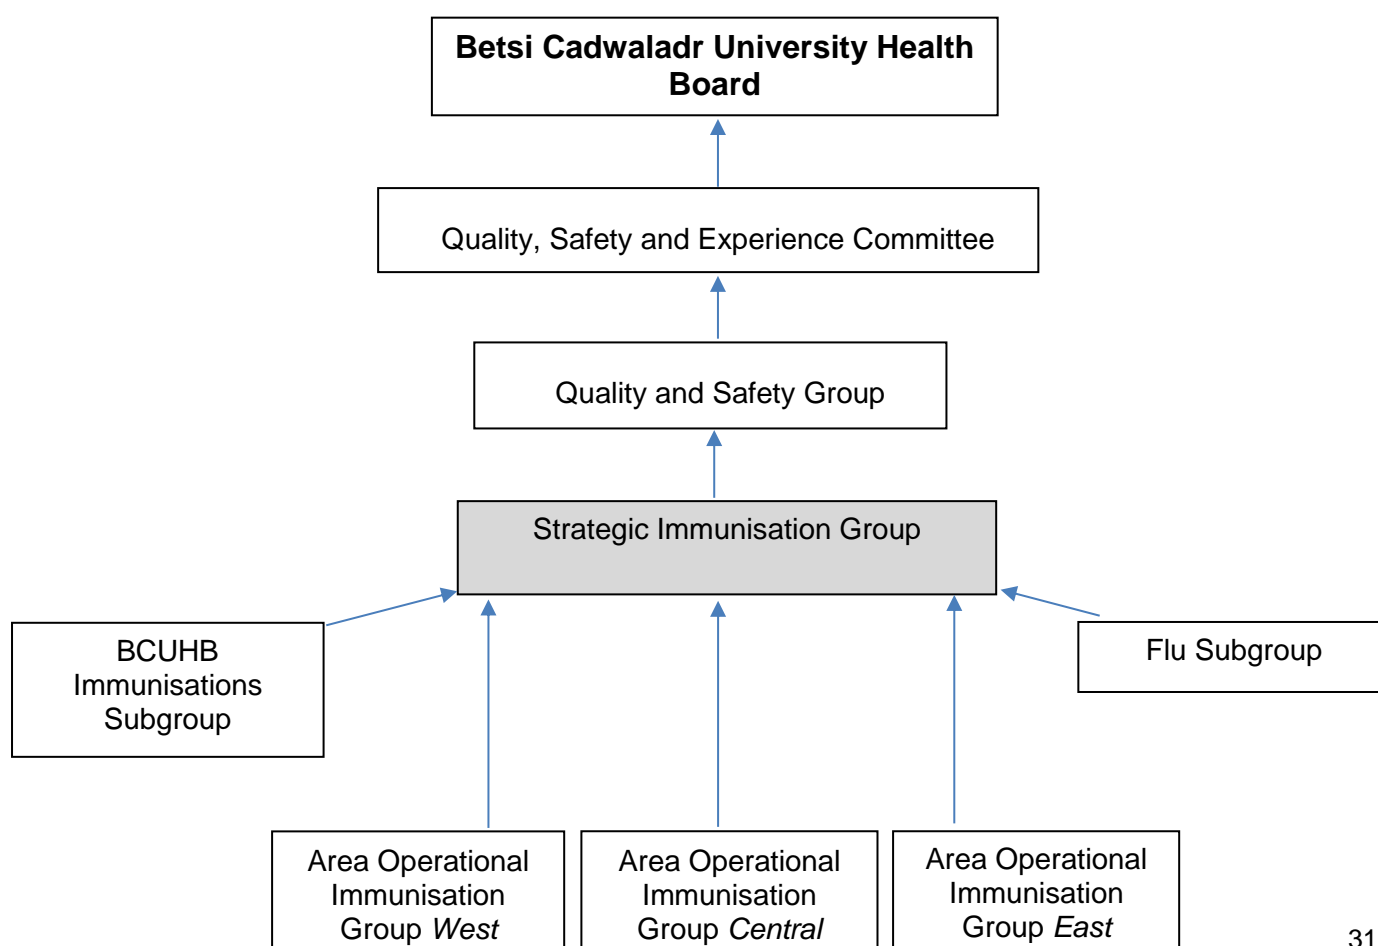 Betsi Cadwaladr University Health
Board
Quality, Safety and Experience Committee
Quality and Safety Group
Strategic Immunisation Group
BCUHB
Immunisations
Subgroup
Flu Subgroup
Area Operational
Immunisation
Group West
Area Operational
Immunisation
Group Central
Area Operational
Immunisation
Group East
31